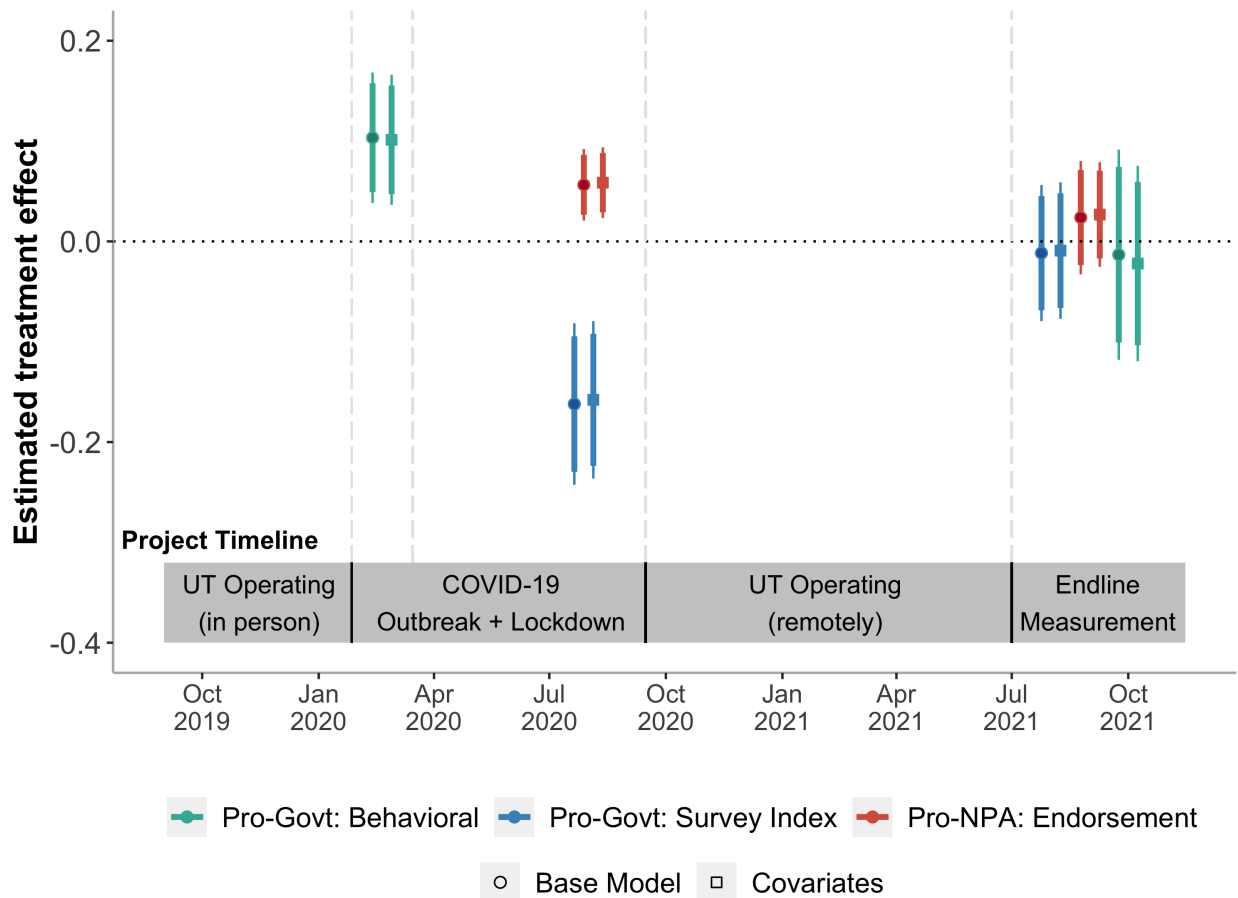 Estimated treatment effect
0.2
0.0
-0.2
-0.4
Project Timeline
UT Operating
(in person)
COVID-19
Outbreak + Lockdown
UT Operating
(remotely)
Endline
Measurement
Oct
2019
Jan
2020
Apr
2020
Jul
2020
Oct
2020
Jan
2021
Apr
2021
Jul
2021
Oct
2021
Pro-Govt: Behavioral
Pro-Govt: Survey Index
Pro-NPA: Endorsement
Base Model
Covariates